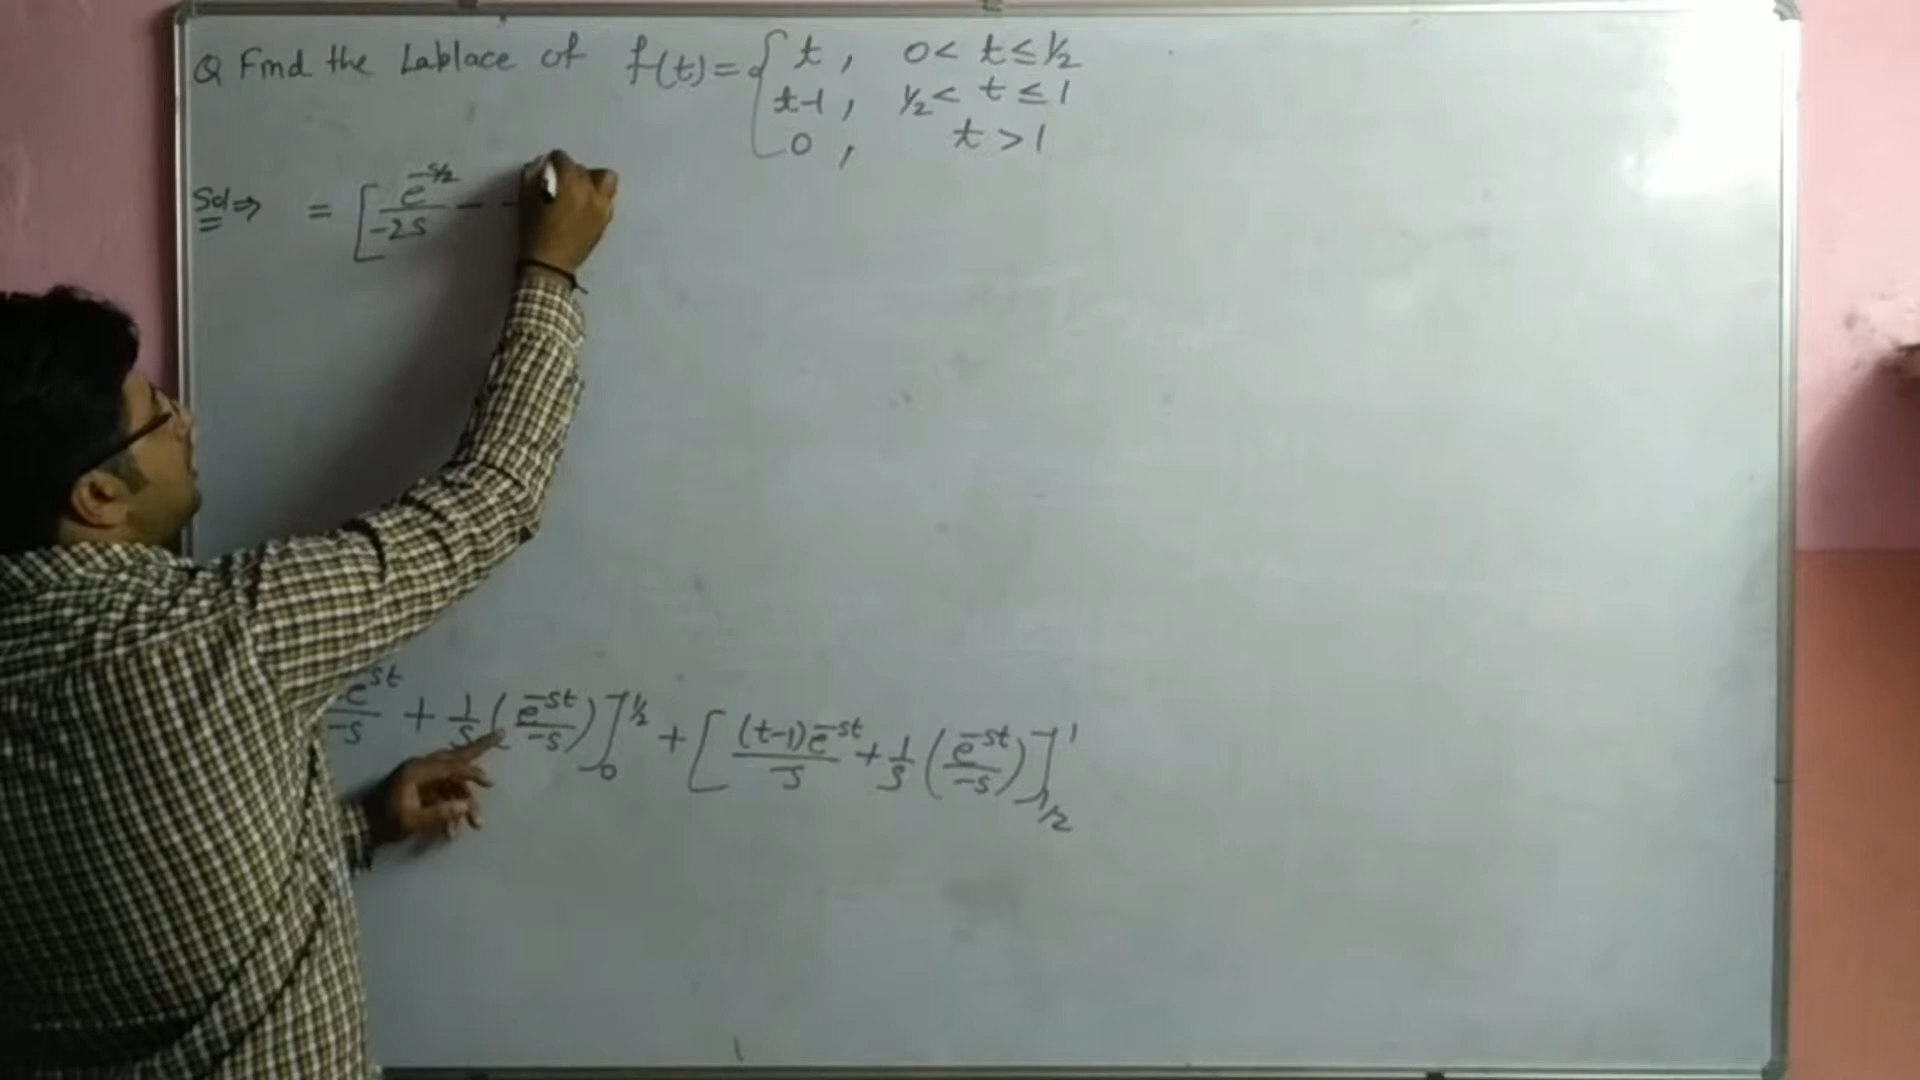 Q Find the Lablace of f(t) = { t, 0 < t ≤ 1/2
t-1, 1/2 < t ≤ 1
0, t > 1
Sol ⇒ = [ e^{-s/2} / -2s - -
e^{-st} / -s + 1/s ( e^{-st} / -s ) ]_0^{1/2} + [ (t-1)e^{-st} / s + 1/s ( e^{-st} / -s ) ]_{1/2}^1